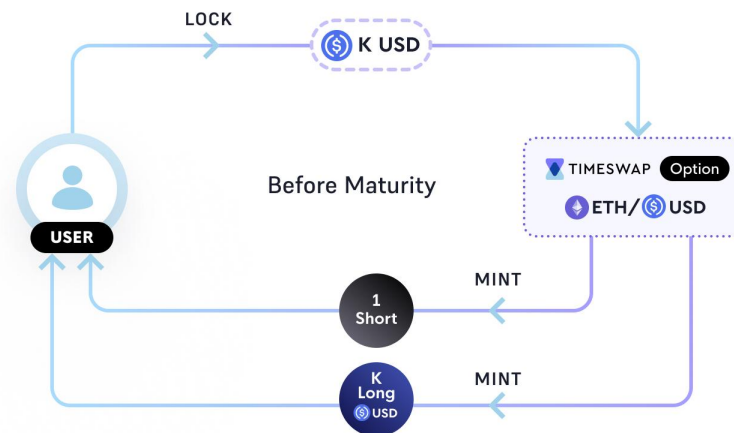 LOCK
K USD
TIMESWAP Option
ETH/ USD
Before Maturity
USER
MINT
1
Short
MINT
K
Long
USD